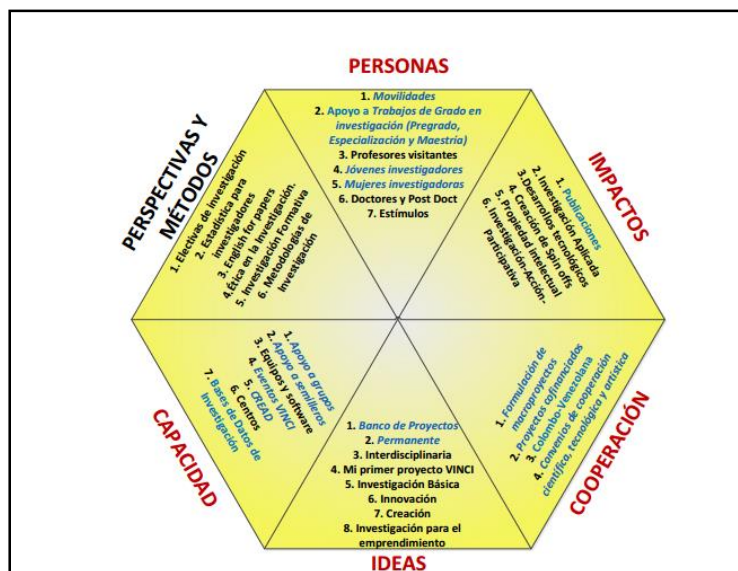 PERSONAS
1. Movilidades
2. Apoyo a Trabajos de Grado en
investigación (Pregrado,
Especialización y Maestria)
3. Profesores visitantes
4. Jóvenes investigadores
5. Mujeres investigadoras
6. Doctores y Post Doct
7. Estímulos
IMPACTOS
1. Publicaciones
2. Investigación Aplicada
3.Desarrollos tecnológicos
4. Creación de Spin offs
5. Propiedad intelectual
6. Investigación-Acción-
Participativa
COOPERACIÓN
1. Formulación de
macroproyectos
2. Proyectos cofinanciados
3. Colombo-Venezolana
4. Convenios de cooperación
científica, tecnológica y artística
IDEAS
1. Banco de Proyectos
2. Permanente
3. Interdisciplinaria
4. Mi primer proyecto VINCI
5. Investigación Básica
6. Innovación
7. Creación
8. Investigación para el
emprendimiento
CAPACIDAD
1. Apoyo a grupos
2. Apoyo a semilleros
3. Equipos y software
4. Eventos VINCI
5. CREAD
6. Centros
7. Bases de Datos de
Investigación
PERSPECTIVAS Y
MÉTODOS
1. Electivas de Investigación
2. Estadística para
investigadores
3. English for papers
4.Ética en la Investigación.
5. Investigación Formativa
6. Metodologías de
Investigación